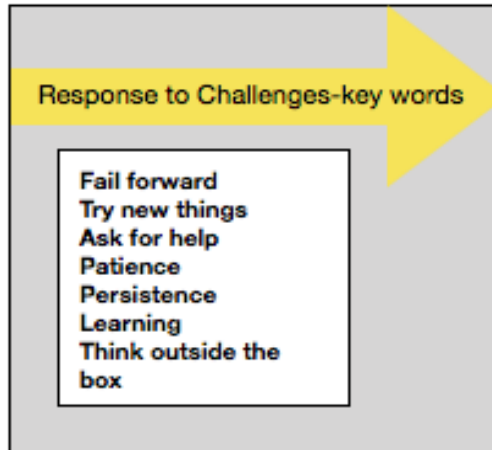 Response to Challenges-key words
Fail forward
Try new things
Ask for help
Patience
Persistence
Learning
Think outside the
box